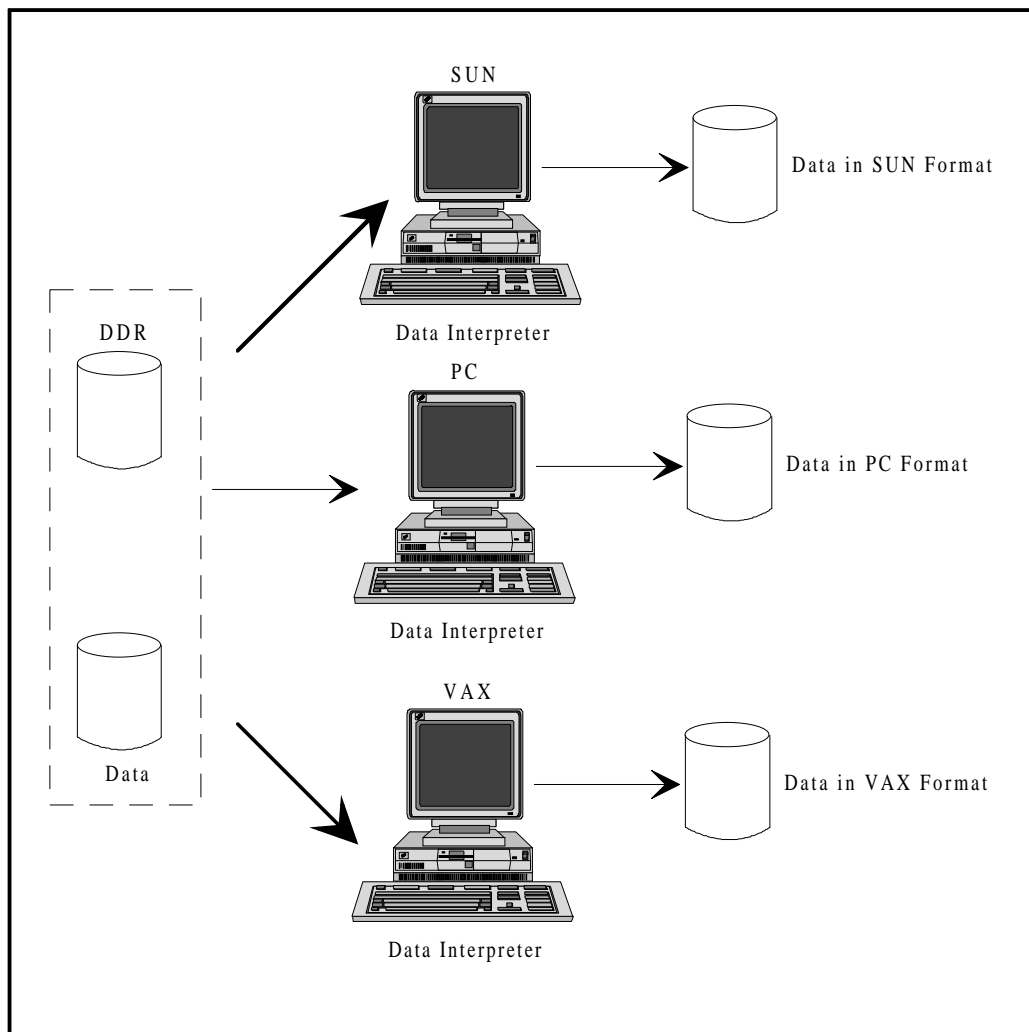 SUN
Data in SUN Format
Data Interpreter
DDR
PC
Data in PC Format
Data Interpreter
VAX
Data
Data in VAX Format
Data Interpreter